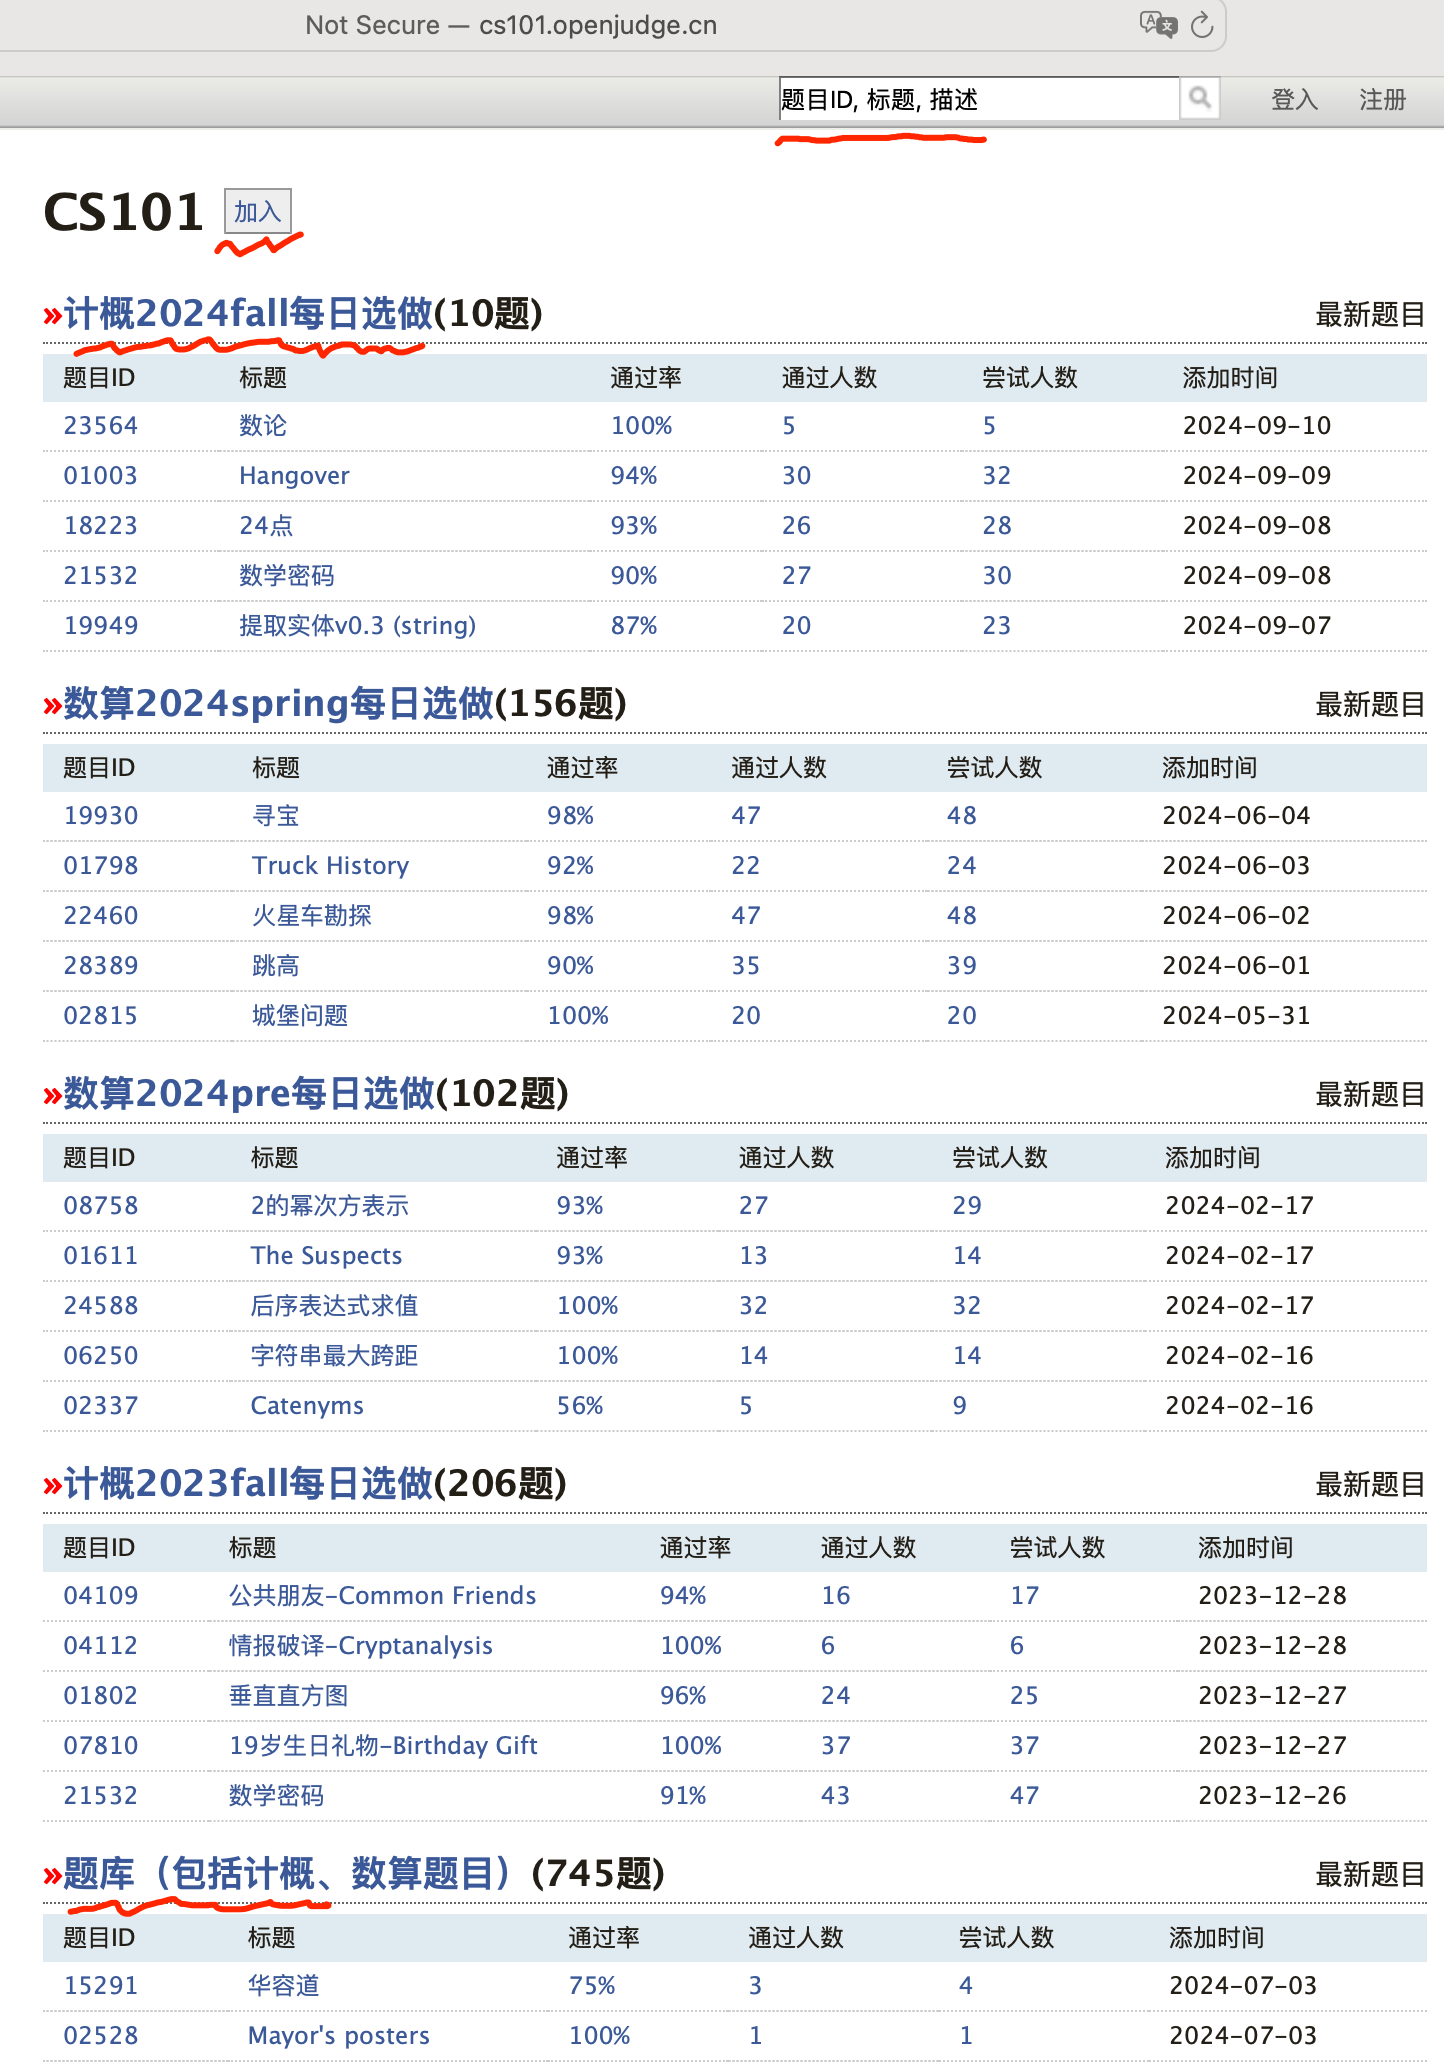 Not Secure — cs101.openjudge.cn
题目ID, 标题, 描述 登入 注册
CS101 加入
»计概2024fall每日选做(10题) 最新题目
题目ID 标题 通过率 通过人数 尝试人数 添加时间
23564 数论 100% 5 5 2024-09-10
01003 Hangover 94% 30 32 2024-09-09
18223 24点 93% 26 28 2024-09-08
21532 数学密码 90% 27 30 2024-09-08
19949 提取实体v0.3 (string) 87% 20 23 2024-09-07
»数算2024spring每日选做(156题) 最新题目
题目ID 标题 通过率 通过人数 尝试人数 添加时间
19930 寻宝 98% 47 48 2024-06-04
01798 Truck History 92% 22 24 2024-06-03
22460 火星车勘探 98% 47 48 2024-06-02
28389 跳高 90% 35 39 2024-06-01
02815 城堡问题 100% 20 20 2024-05-31
»数算2024pre每日选做(102题) 最新题目
题目ID 标题 通过率 通过人数 尝试人数 添加时间
08758 2的幂次方表示 93% 27 29 2024-02-17
01611 The Suspects 93% 13 14 2024-02-17
24588 后序表达式求值 100% 32 32 2024-02-17
06250 字符串最大跨距 100% 14 14 2024-02-16
02337 Catenyms 56% 5 9 2024-02-16
»计概2023fall每日选做(206题) 最新题目
题目ID 标题 通过率 通过人数 尝试人数 添加时间
04109 公共朋友-Common Friends 94% 16 17 2023-12-28
04112 情报破译-Cryptanalysis 100% 6 6 2023-12-28
01802 垂直直方图 96% 24 25 2023-12-27
07810 19岁生日礼物-Birthday Gift 100% 37 37 2023-12-27
21532 数学密码 91% 43 47 2023-12-26
»题库（包括计概、数算题目）(745题) 最新题目
题目ID 标题 通过率 通过人数 尝试人数 添加时间
15291 华容道 75% 3 4 2024-07-03
02528 Mayor's posters 100% 1 1 2024-07-03